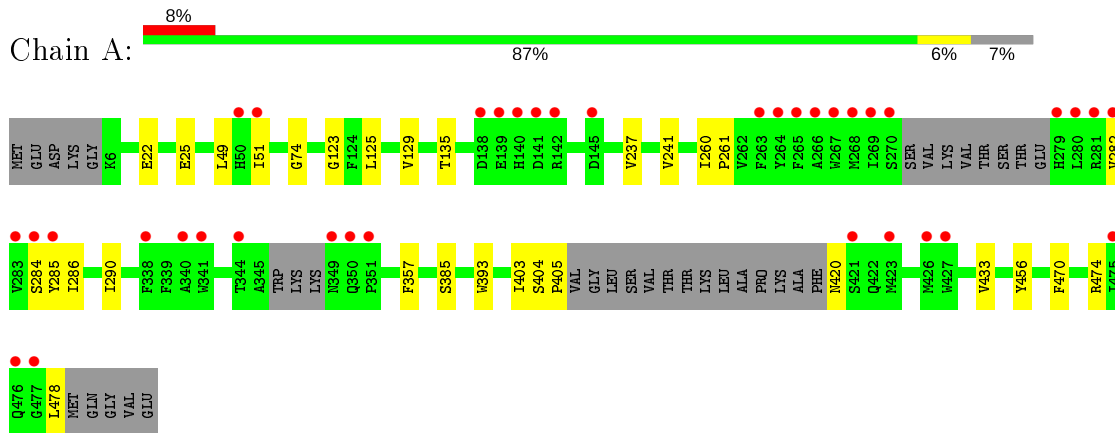 8%
Chain A:
87% 6% 7%
MET GLU ASP LYS GLY K6 E22 E25 L49 H50 I51 G74 G123 F124 L125 V129 T135 D138 E139 H140 D141 R142 D145 V237 V241 I260 P261 V262 F263 Y264 F265 A266 W267 M268 I269 S270 SER VAL LYS VAL THR SER THR GLU H279 L280 R281 V282
V283 S284 Y285 I286 I290 F338 F339 A340 W341 T344 A345 TRP LYS LYS N349 Q350 P351 F357 S385 W393 I403 S404 P405 VAL GLY LEU SER VAL THR THR LYS LEU ALA PRO LYS ALA PHE N420 S421 Q422 M423 M426 W427 V433 Y456 F470 R474 I475
Q476 G477 L478 MET GLN GLY VAL GLU